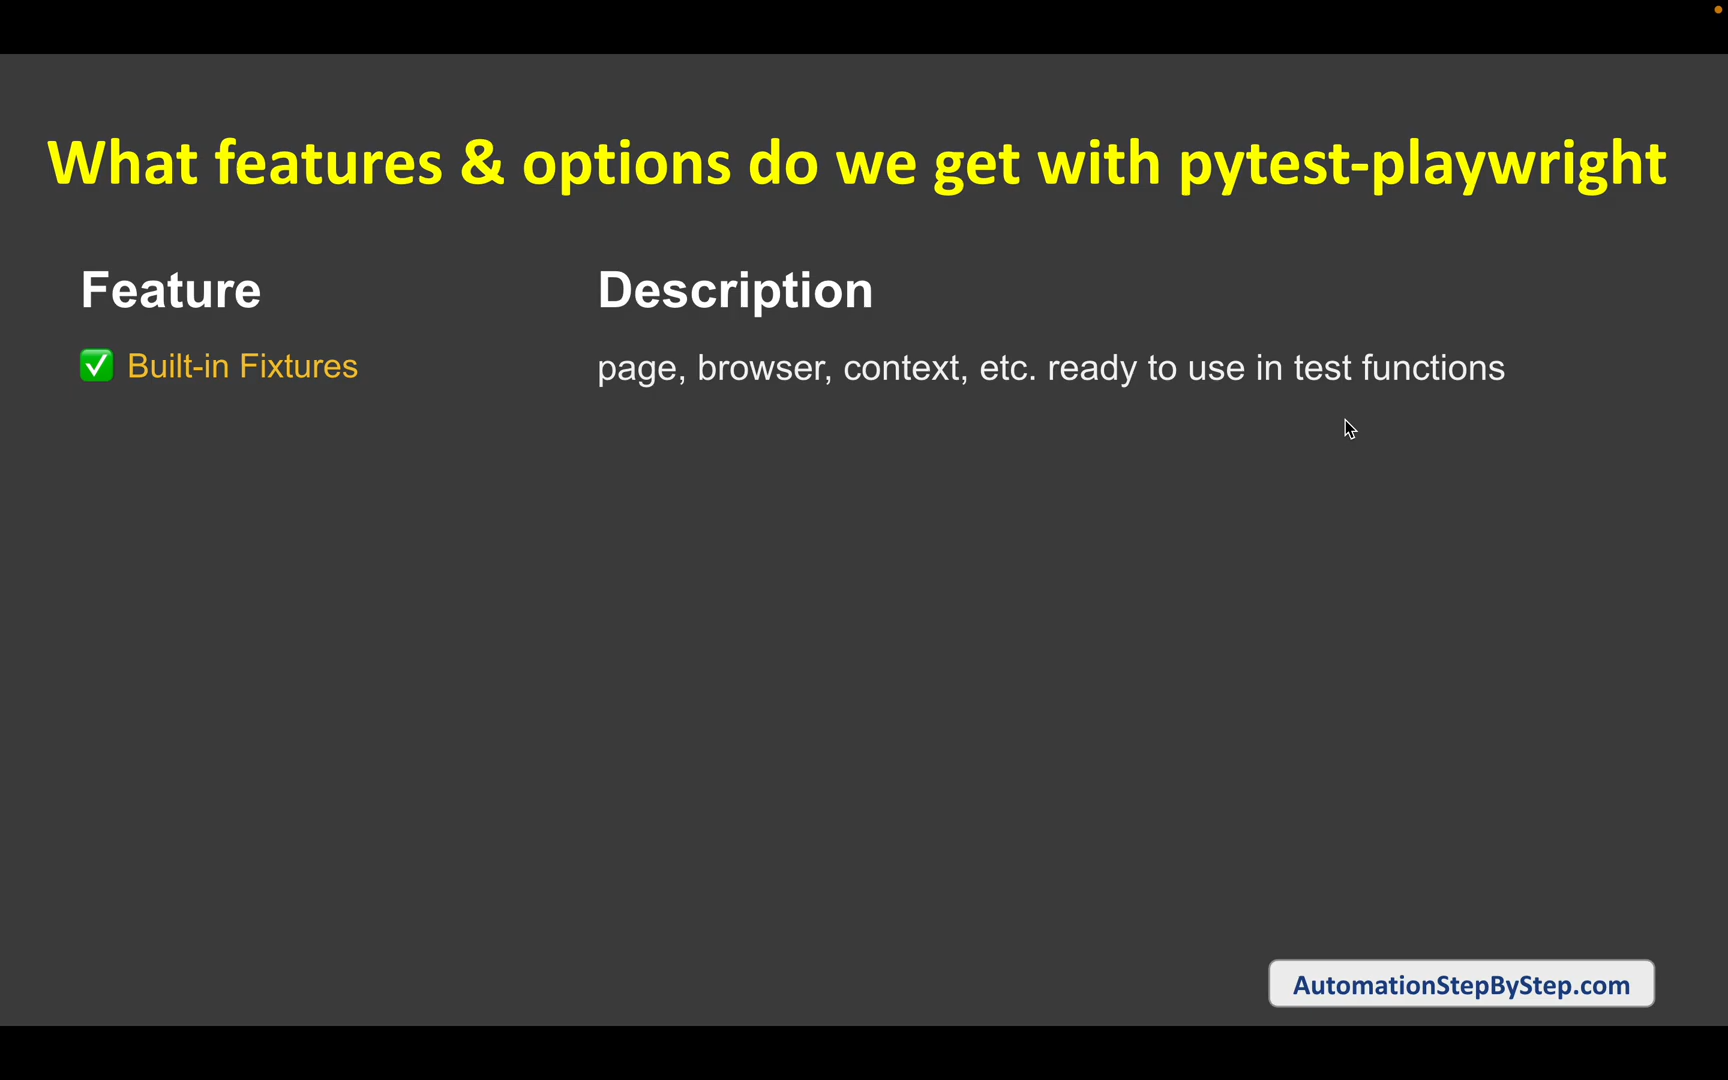 What features & options do we get with pytest-playwright
Feature
Description
✅ Built-in Fixtures
page, browser, context, etc. ready to use in test functions
AutomationStepByStep.com